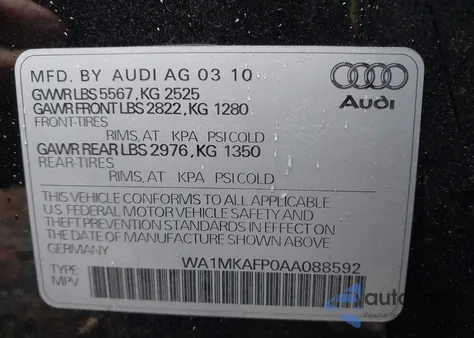 MFD. BY AUDI AG 03 10
GVWR LBS 5567, KG 2525
GAWR FRONT LBS 2822, KG 1280
FRONT-TIRES
RIMS, AT KPA PSI COLD
GAWR REAR LBS 2976, KG 1350
REAR-TIRES
RIMS, AT KPA PSI COLD
THIS VEHICLE CONFORMS TO ALL APPLICABLE
U.S FEDERAL MOTOR VEHICLE SAFETY AND
THEFT PREVENTION STANDARDS IN EFFECT ON
THE DATE OF MANUFACTURE SHOWN ABOVE.
GERMANY
WA1MKAFP0AA088592
TYPE:
MPV
Audi